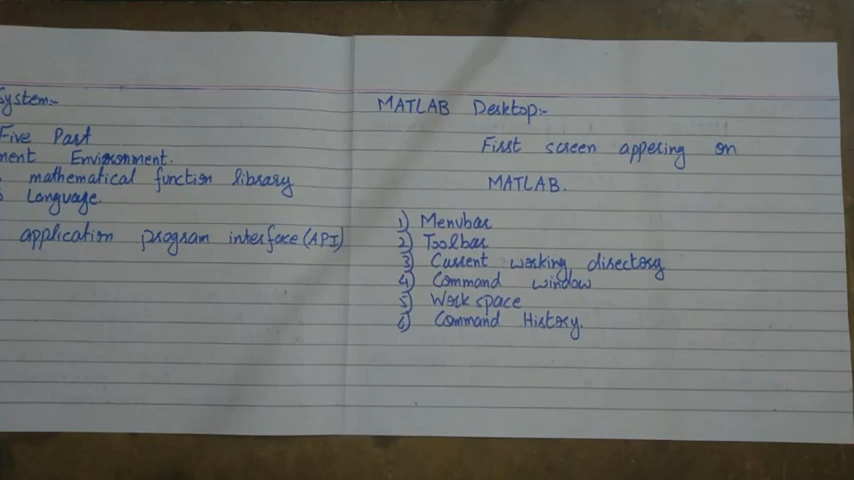 System:-
Five Part
ment Environment.
mathematical function library
Language.
application program interface (API)
MATLAB Desktop:-
First screen appering on
MATLAB.
1) Menubar
2) Toolbar
3) Current working directory
4) Command window
5) Work space
6) Command History.